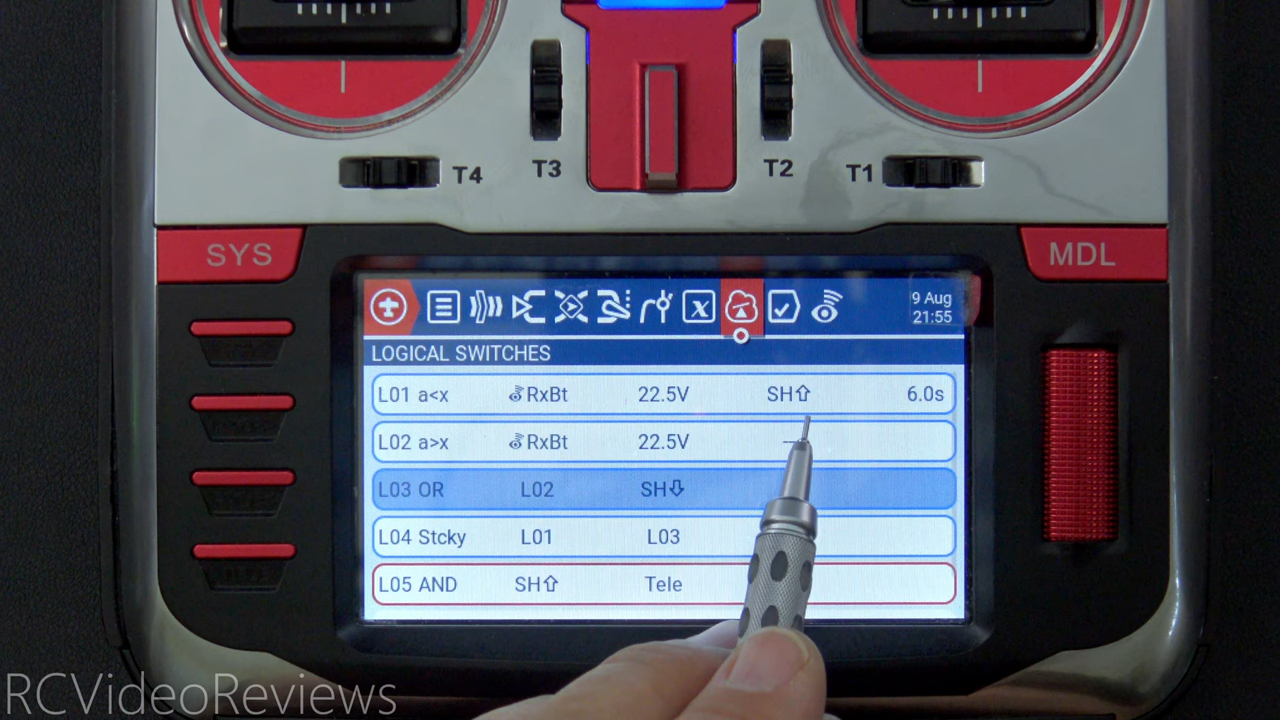 T4 T3 T2 T1
SYS MDL
9 Aug
21:55
LOGICAL SWITCHES
L01 a<x RxBt 22.5V SH⇧ 6.0s
L02 a>x RxBt 22.5V
L03 OR L02 SH⇩
L04 Stcky L01 L03
L05 AND SH⇧ Tele
RCVideoReviews